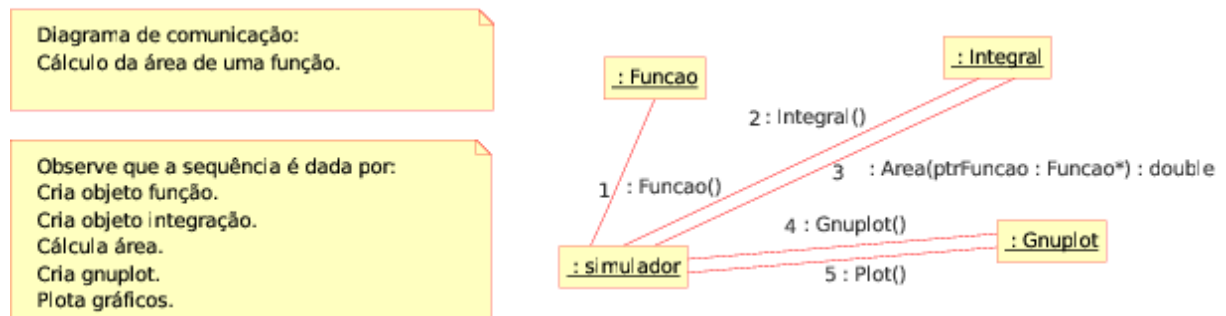 Diagrama de comunicação:
Cálculo da área de uma função.
Observe que a sequência é dada por:
Cria objeto função.
Cria objeto integração.
Cálcula área.
Cria gnuplot.
Plota gráficos.
: Funcao
: Integral
2 : Integral()
3 : Area(ptrFuncao : Funcao*) : double
1 : Funcao()
4 : Gnuplot()
: Gnuplot
: simulador
5 : Plot()